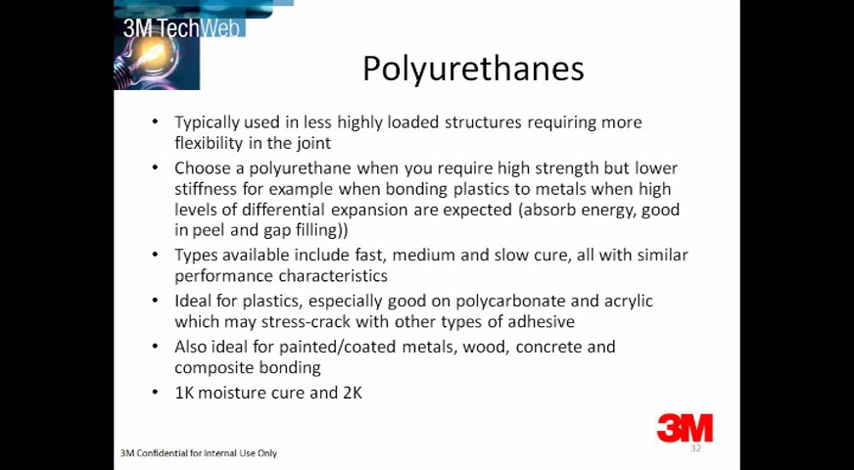 3M TechWeb
Polyurethanes
• Typically used in less highly loaded structures requiring more
flexibility in the joint
• Choose a polyurethane when you require high strength but lower
stiffness for example when bonding plastics to metals when high
levels of differential expansion are expected (absorb energy, good
in peel and gap filling))
• Types available include fast, medium and slow cure, all with similar
performance characteristics
• Ideal for plastics, especially good on polycarbonate and acrylic
which may stress-crack with other types of adhesive
• Also ideal for painted/coated metals, wood, concrete and
composite bonding
• 1K moisture cure and 2K
3M
32
3M Confidential for Internal Use Only